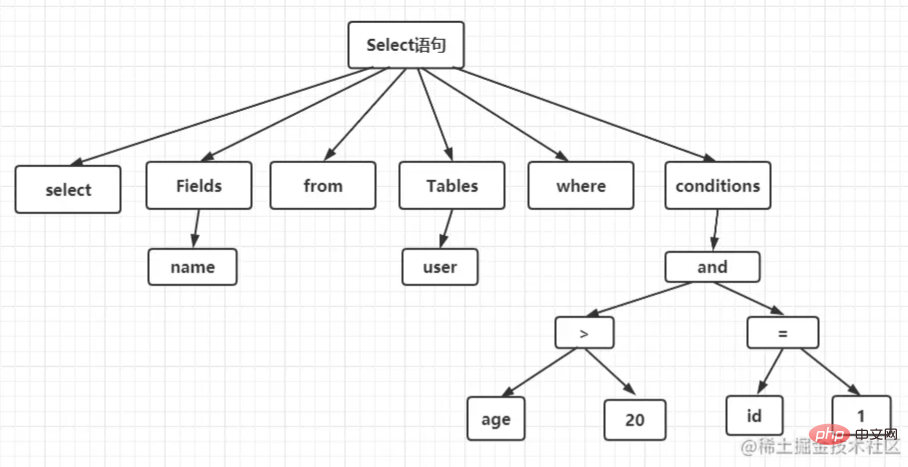 Select语句
select
Fields
from
Tables
where
conditions
name
user
and
>
=
age
20
id
1
php 中文网
@稀土掘金技术社区